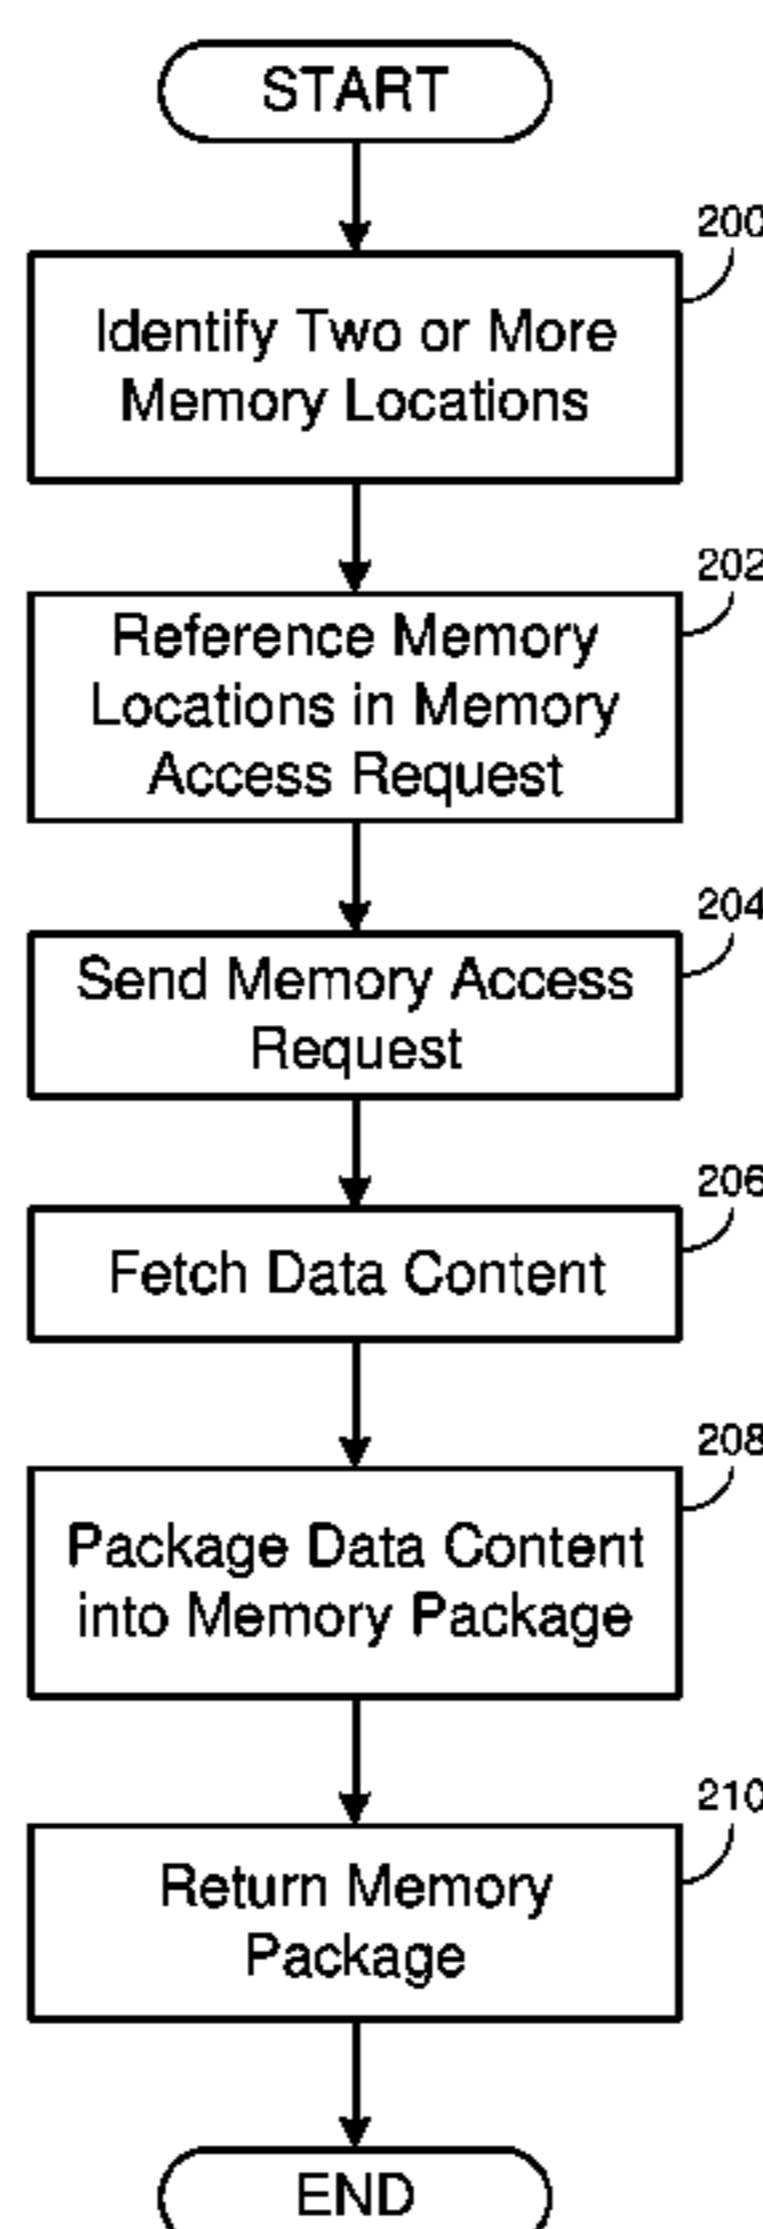 START
200
Identify Two or More
Memory Locations
202
Reference Memory
Locations in Memory
Access Request
204
Send Memory Access
Request
206
Fetch Data Content
208
Package Data Content
into Memory Package
210
Return Memory
Package
END